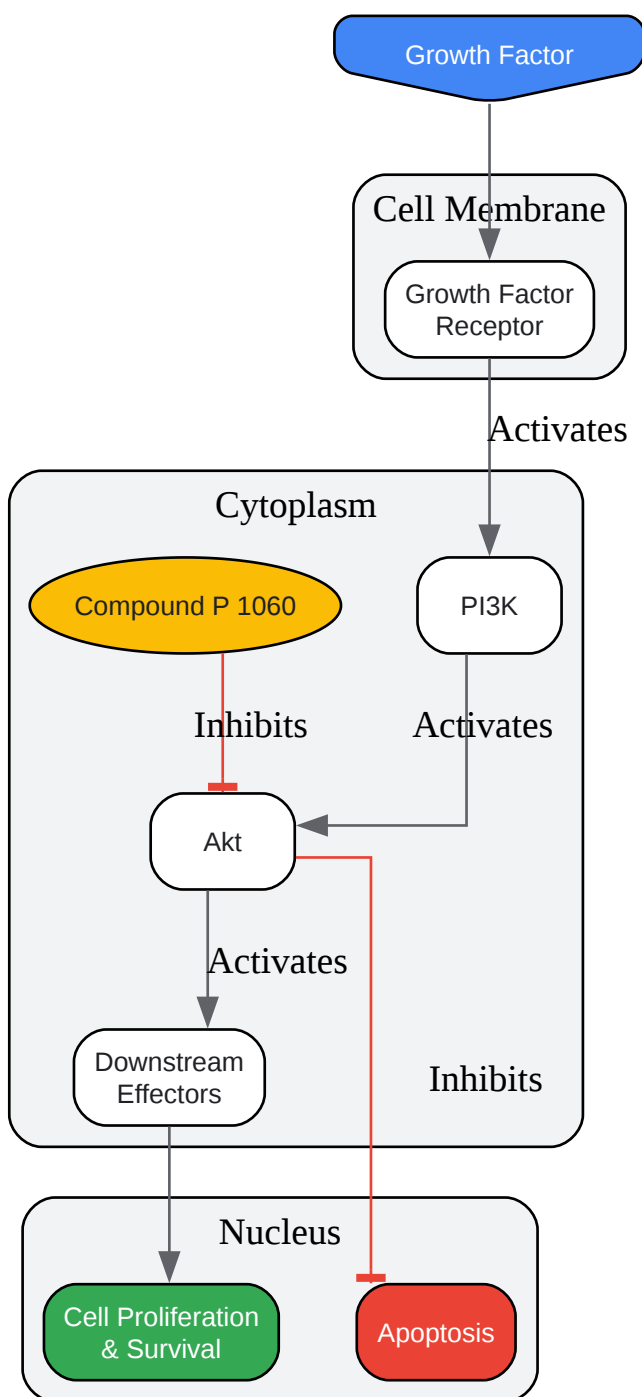 Growth Factor
Cell Membrane
Growth Factor
Receptor
Activates
Cytoplasm
Compound P 1060
PI3K
Inhibits
Activates
Akt
Activates
Downstream
Effectors
Inhibits
Nucleus
Cell Proliferation
& Survival
Apoptosis